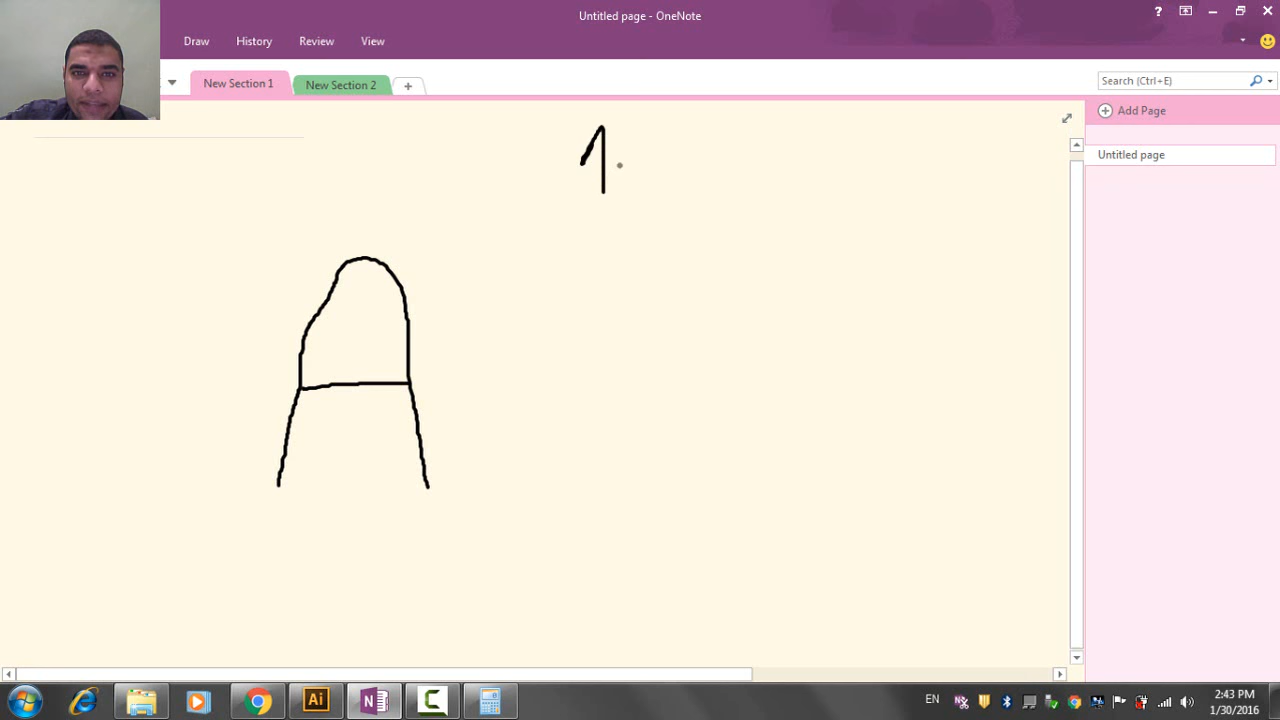 Untitled page - OneNote
?
Draw History Review View
New Section 1 New Section 2 +
Search (Ctrl+E)
Add Page
Untitled page
1
A
Ai
N
C
EN
2:43 PM
1/30/2016